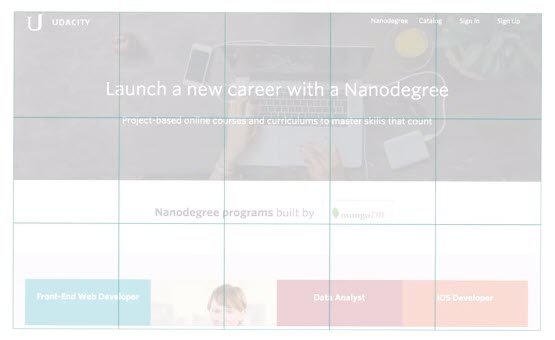 UDACITY
Nanodegree Catalog Sign In Sign Up
Launch a new career with a Nanodegree
Project-based online courses and curriculums to master skills that count
Nanodegree programs built by mongoDB
Front-End Web Developer
Data Analyst
iOS Developer